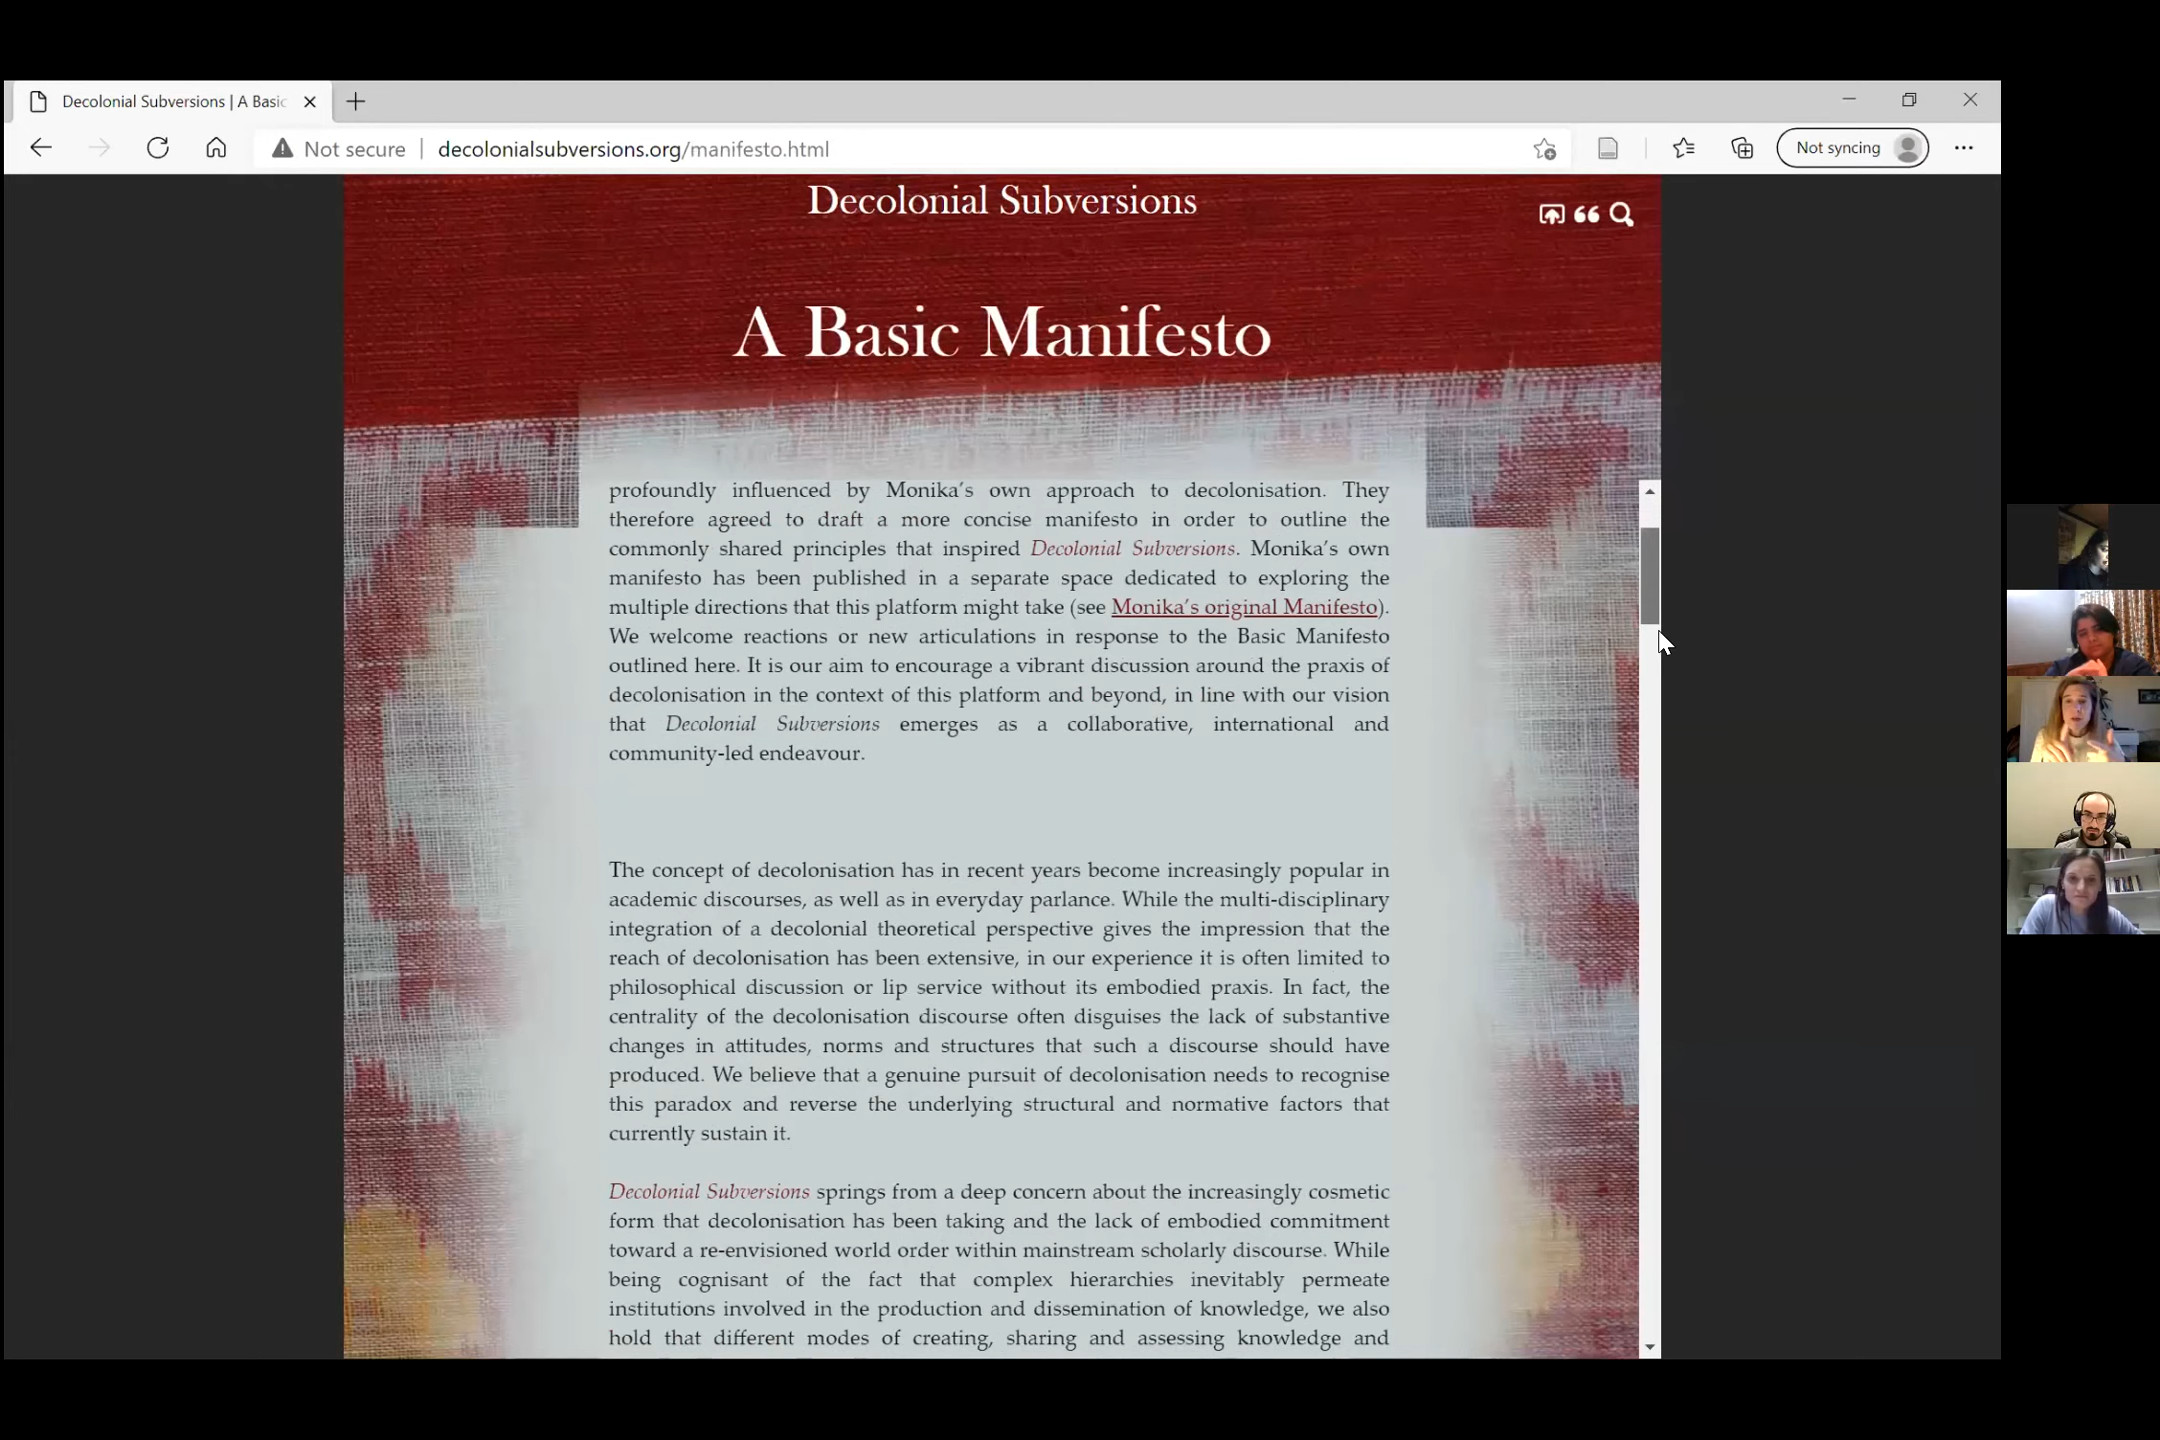 Decolonial Subversions | A Basic
Not secure
decolonialsubversions.org/manifesto.html
Not syncing
Decolonial Subversions
A Basic Manifesto
profoundly influenced by Monika's own approach to decolonisation. They
therefore agreed to draft a more concise manifesto in order to outline the
commonly shared principles that inspired Decolonial Subversions. Monika's own
manifesto has been published in a separate space dedicated to exploring the
multiple directions that this platform might take (see Monika's original Manifesto).
We welcome reactions or new articulations in response to the Basic Manifesto
outlined here. It is our aim to encourage a vibrant discussion around the praxis of
decolonisation in the context of this platform and beyond, in line with our vision
that Decolonial Subversions emerges as a collaborative, international and
community-led endeavour.
The concept of decolonisation has in recent years become increasingly popular in
academic discourses, as well as in everyday parlance. While the multi-disciplinary
integration of a decolonial theoretical perspective gives the impression that the
reach of decolonisation has been extensive, in our experience it is often limited to
philosophical discussion or lip service without its embodied praxis. In fact, the
centrality of the decolonisation discourse often disguises the lack of substantive
changes in attitudes, norms and structures that such a discourse should have
produced. We believe that a genuine pursuit of decolonisation needs to recognise
this paradox and reverse the underlying structural and normative factors that
currently sustain it.
Decolonial Subversions springs from a deep concern about the increasingly cosmetic
form that decolonisation has been taking and the lack of embodied commitment
toward a re-envisioned world order within mainstream scholarly discourse. While
being cognisant of the fact that complex hierarchies inevitably permeate
institutions involved in the production and dissemination of knowledge, we also
hold that different modes of creating, sharing and assessing knowledge and